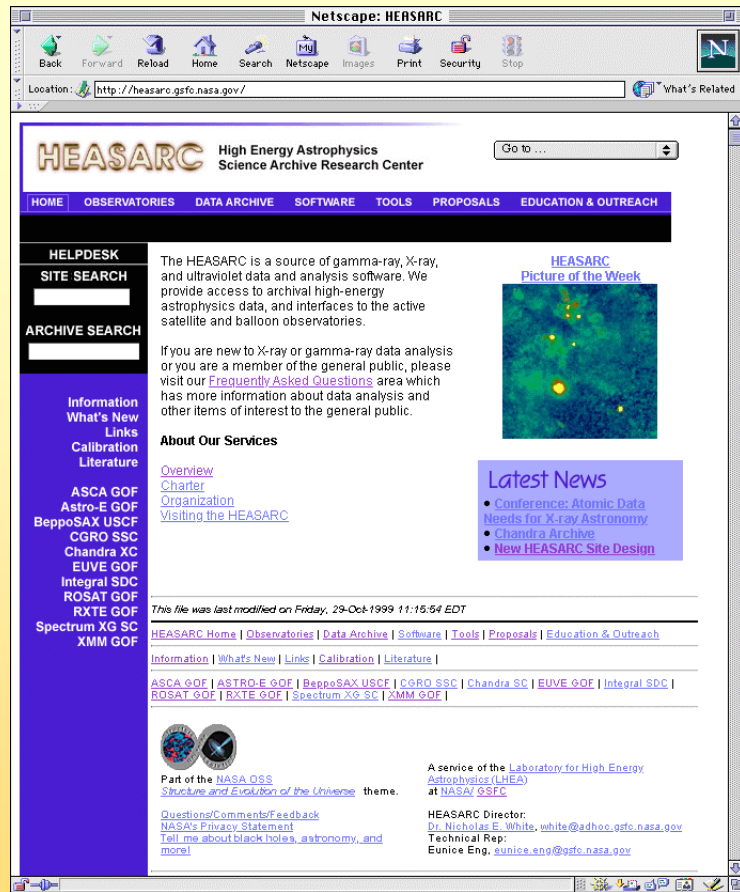 Netscape: HEASARC
Back Forward Reload Home Search Netscape Images Print Security Stop
My
N
Location: http://heasarc.gsfc.nasa.gov/ What's Related
HEASARC
High Energy Astrophysics
Science Archive Research Center
Go to ...
HOME OBSERVATORIES DATA ARCHIVE SOFTWARE TOOLS PROPOSALS EDUCATION & OUTREACH
HELPDESK
SITE SEARCH
ARCHIVE SEARCH
Information
What's New
Links
Calibration
Literature
ASCA GOF
Astro-E GOF
BeppoSAX USCF
CGRO SSC
Chandra XC
EUVE GOF
Integral SDC
ROSAT GOF
RXTE GOF
Spectrum XG SC
XMM GOF
The HEASARC is a source of gamma-ray, X-ray,
and ultraviolet data and analysis software. We
provide access to archival high-energy
astrophysics data, and interfaces to the active
satellite and balloon observatories.
If you are new to X-ray or gamma-ray data analysis
or you are a member of the general public, please
visit our Frequently Asked Questions area which
has more information about data analysis and
other items of interest to the general public.
About Our Services
Overview
Charter
Organization
Visiting the HEASARC
HEASARC
Picture of the Week
Latest News
• Conference: Atomic Data
Needs for X-ray Astronomy
• Chandra Archive
• New HEASARC Site Design
This file was last modified on Friday, 29-Oct-1999 11:15:54 EDT
HEASARC Home | Observatories | Data Archive | Software | Tools | Proposals | Education & Outreach
Information | What's New | Links | Calibration | Literature |
ASCA GOF | ASTRO-E GOF | BeppoSAX USCF | CGRO SSC | Chandra SC | EUVE GOF | Integral SDC |
ROSAT GOF | RXTE GOF | Spectrum XG SC | XMM GOF |
Part of the NASA OSS
Structure and Evolution of the Universe theme.
Questions/Comments/Feedback
NASA's Privacy Statement
Tell me about black holes, astronomy, and
more!
A service of the Laboratory for High Energy
Astrophysics (LHEA)
at NASA/ GSFC
HEASARC Director:
Dr. Nicholas E. White, white@adhoc.gsfc.nasa.gov
Technical Rep:
Eunice Eng, eunice.eng@gsfc.nasa.gov